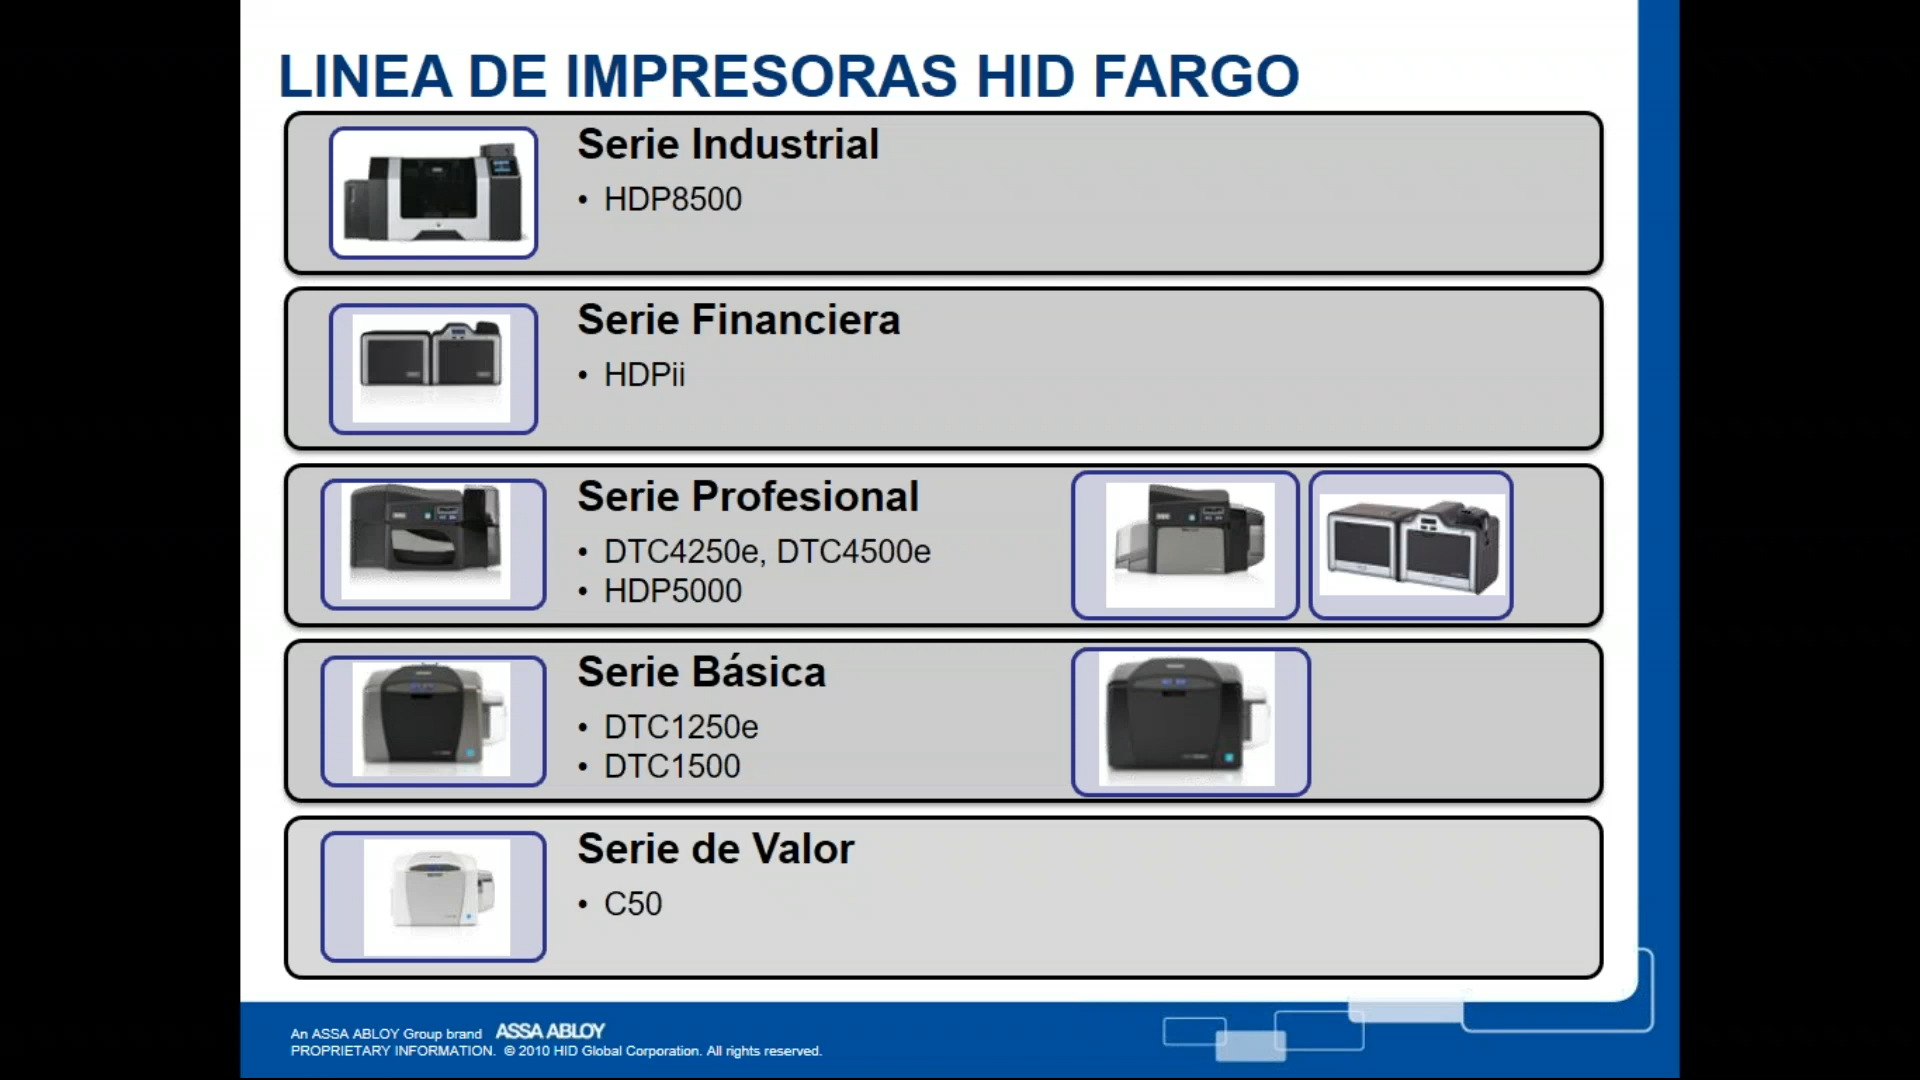 LINEA DE IMPRESORAS HID FARGO
Serie Industrial
• HDP8500
Serie Financiera
• HDPii
Serie Profesional
• DTC4250e, DTC4500e
• HDP5000
Serie Básica
• DTC1250e
• DTC1500
Serie de Valor
• C50
An ASSA ABLOY Group brand ASSA ABLOY
PROPRIETARY INFORMATION. © 2010 HID Global Corporation. All rights reserved.